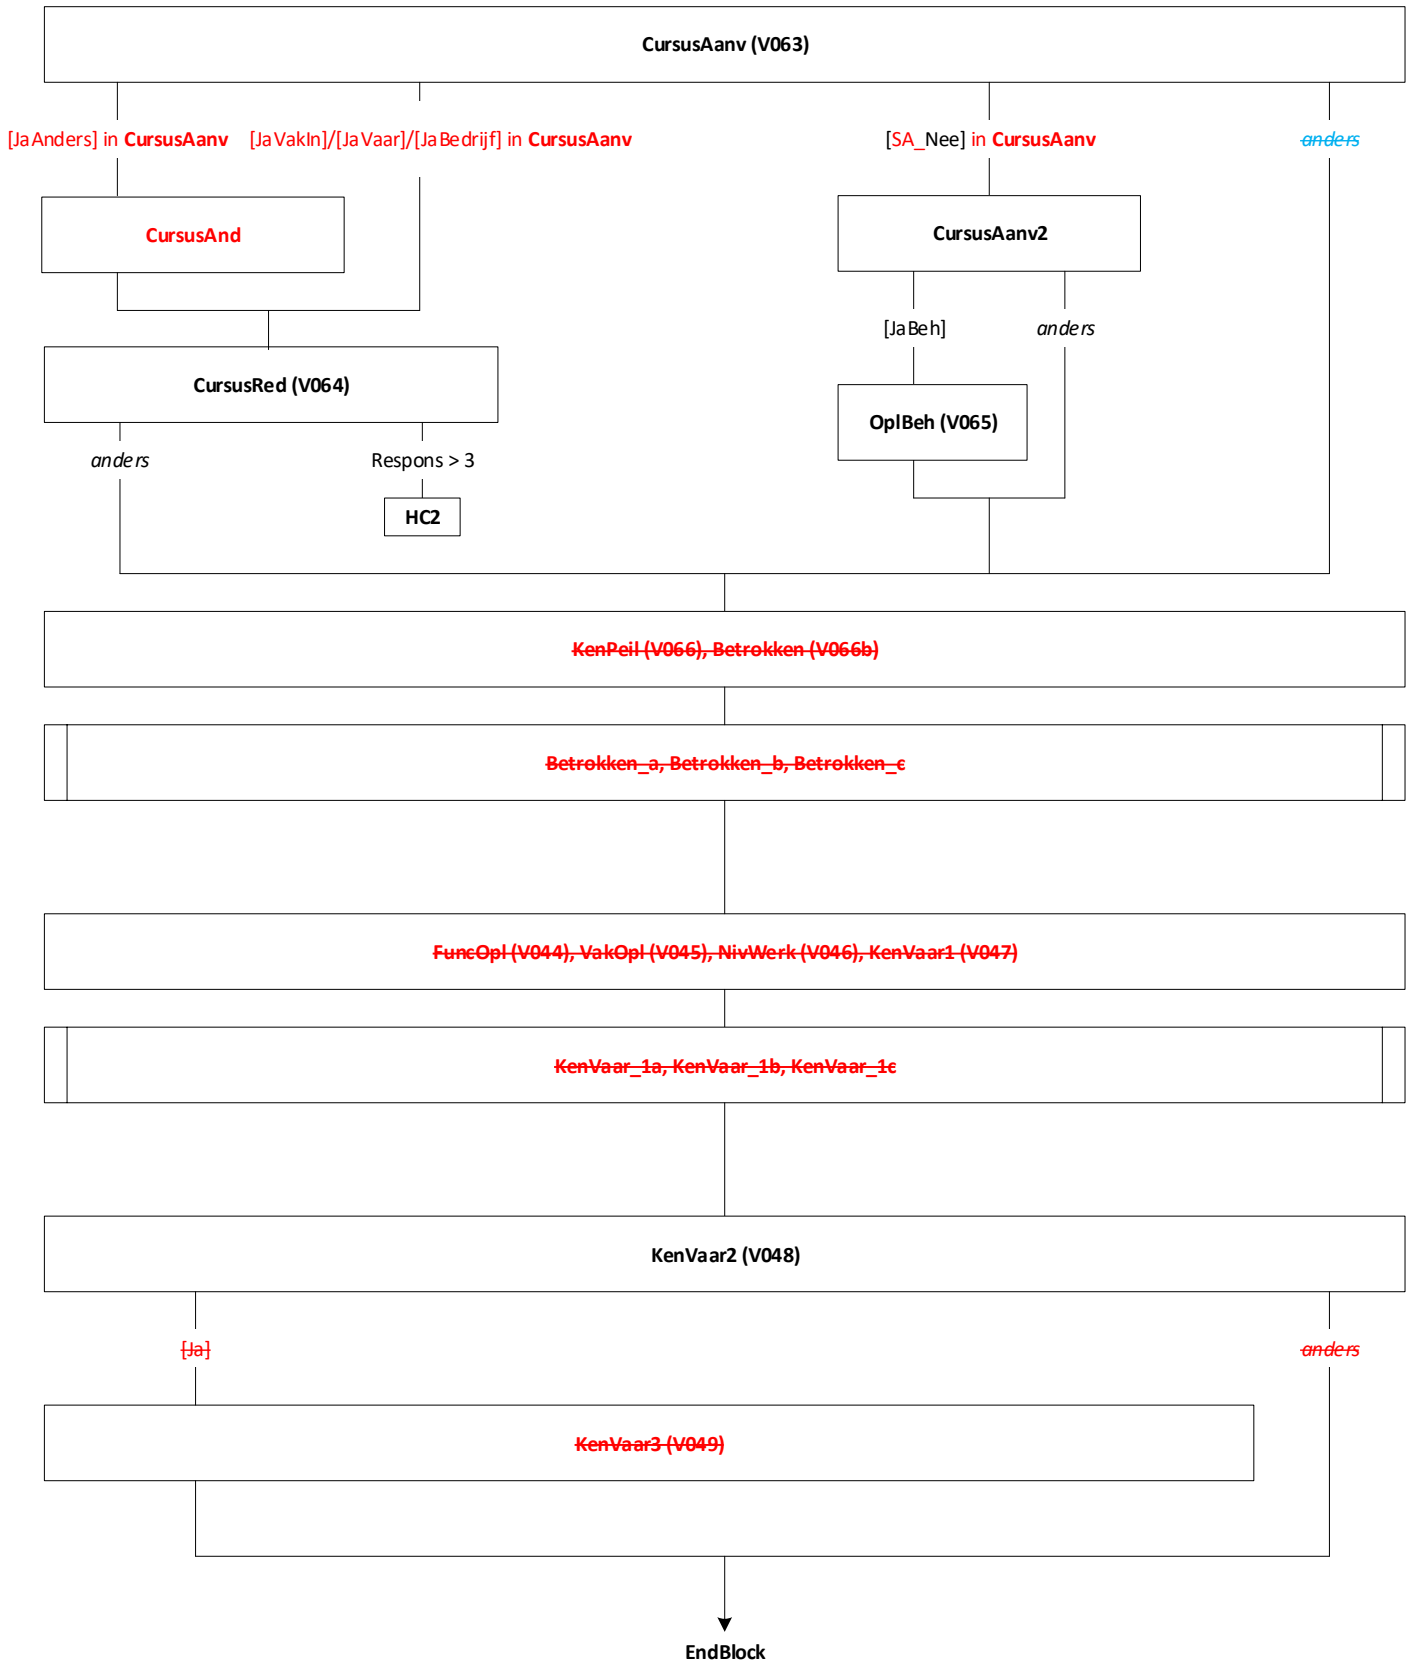 CursusAanv (V063)
[JaAnders] in CursusAanv
[JaVakIn]/[JaVaar]/[JaBedrijf] in CursusAanv
[SA_Nee] in CursusAanv
anders
CursusAnd
CursusAanv2
[JaBeh]
anders
CursusRed (V064)
OplBeh (V065)
anders
Respons > 3
HC2
KenPeil (V066), Betrokken (V066b)
Betrokken_a, Betrokken_b, Betrokken_c
FuncOpl (V044), VakOpl (V045), NivWerk (V046), KenVaar1 (V047)
KenVaar_1a, KenVaar_1b, KenVaar_1c
KenVaar2 (V048)
[Ja]
anders
KenVaar3 (V049)
EndBlock